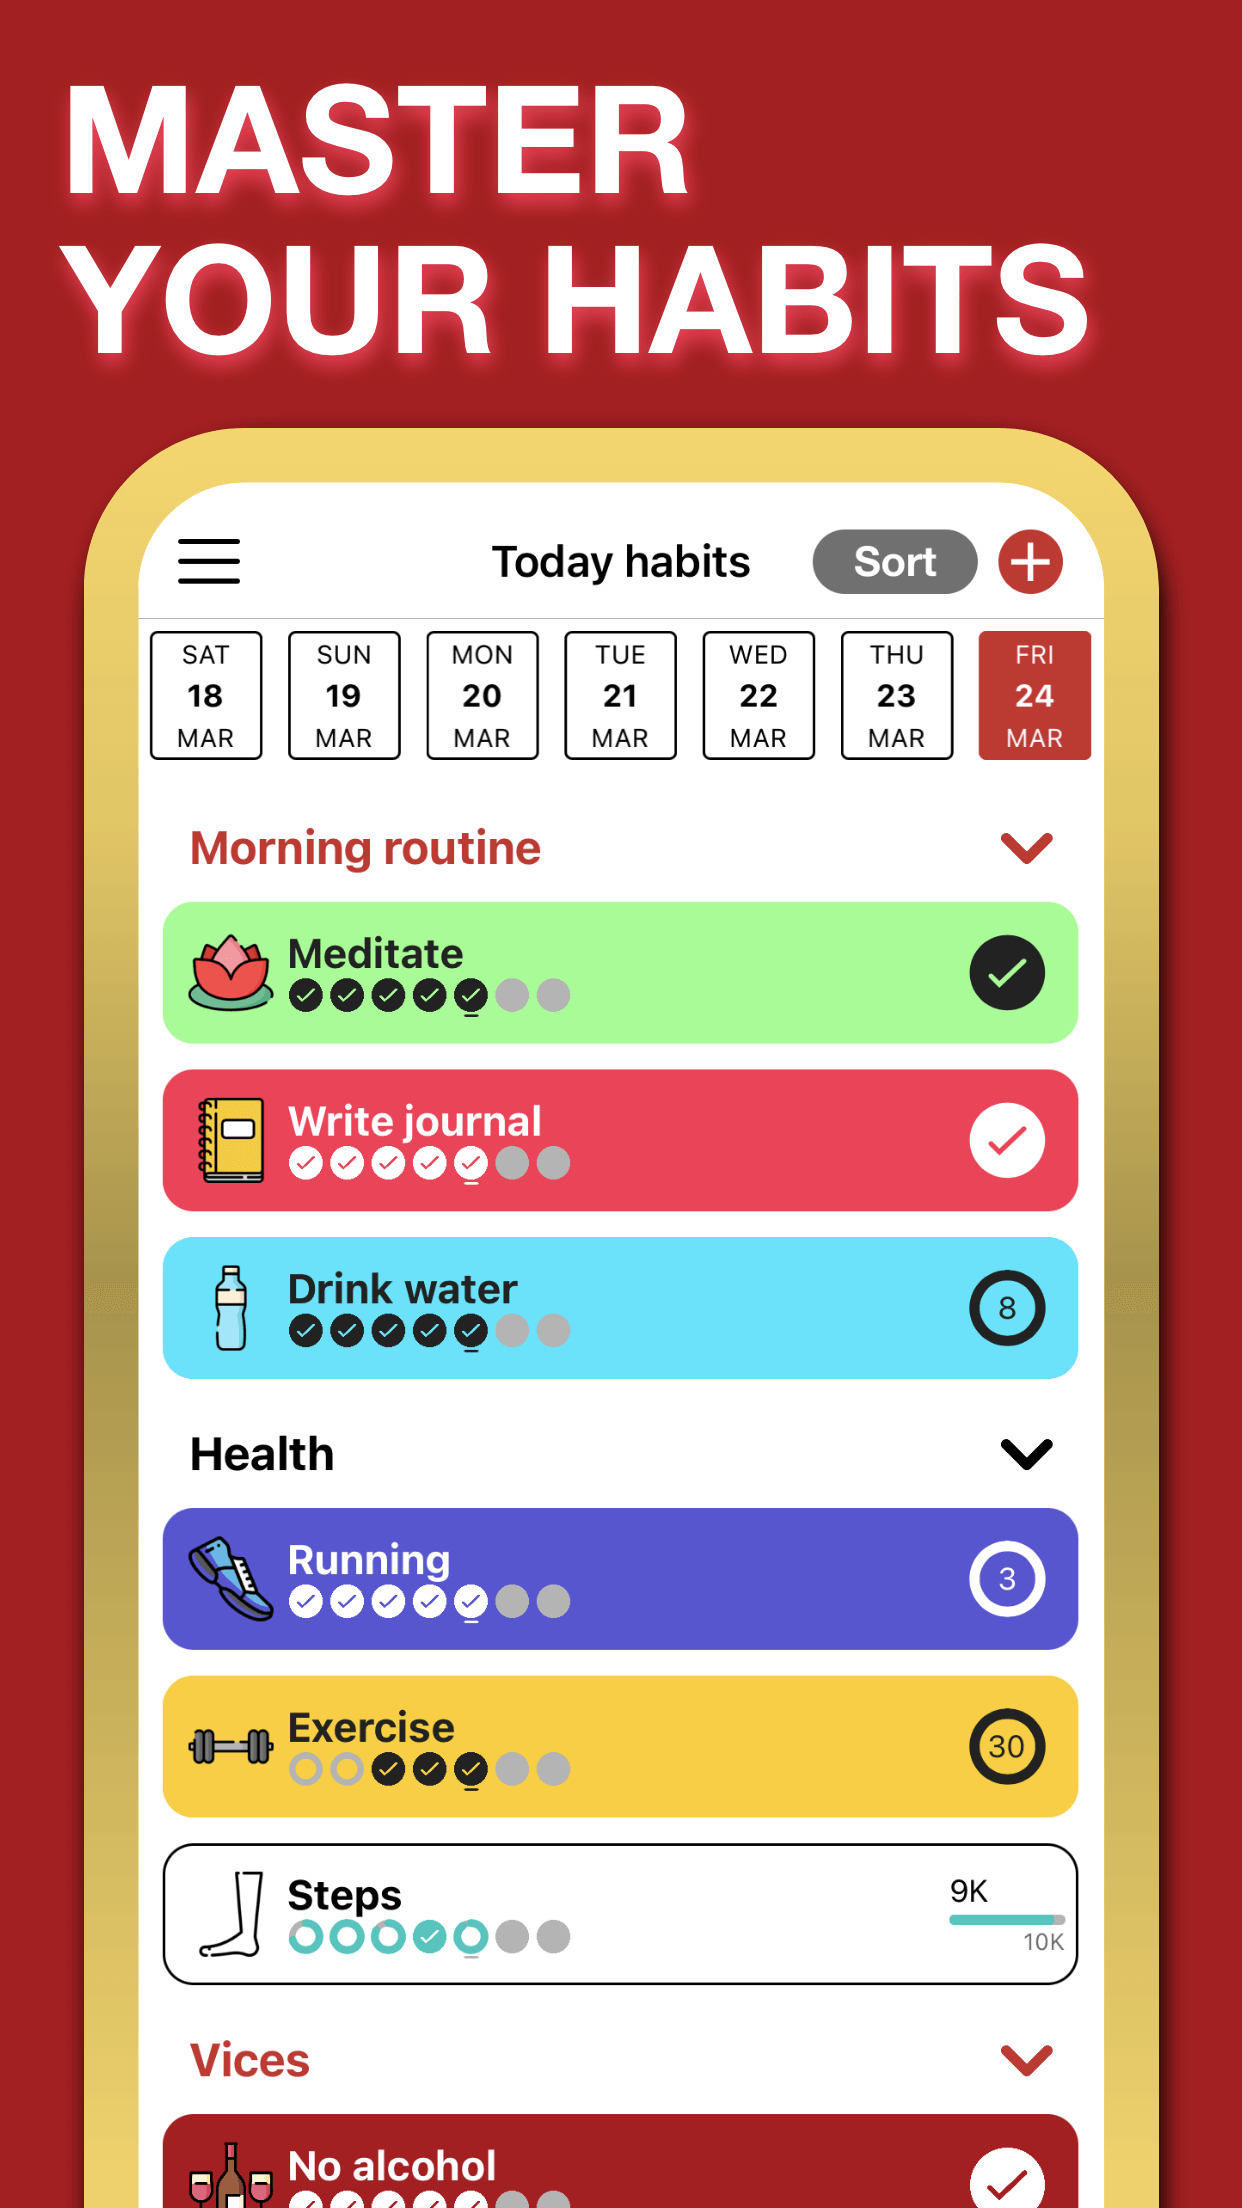 MASTER
YOUR HABITS
Today habits
Sort
SAT SUN MON TUE WED THU FRI
18 19 20 21 22 23 24
MAR MAR MAR MAR MAR MAR MAR
Morning routine
Meditate
Write journal
Drink water
8
Health
Running
3
Exercise
30
Steps
9K
10K
Vices
No alcohol